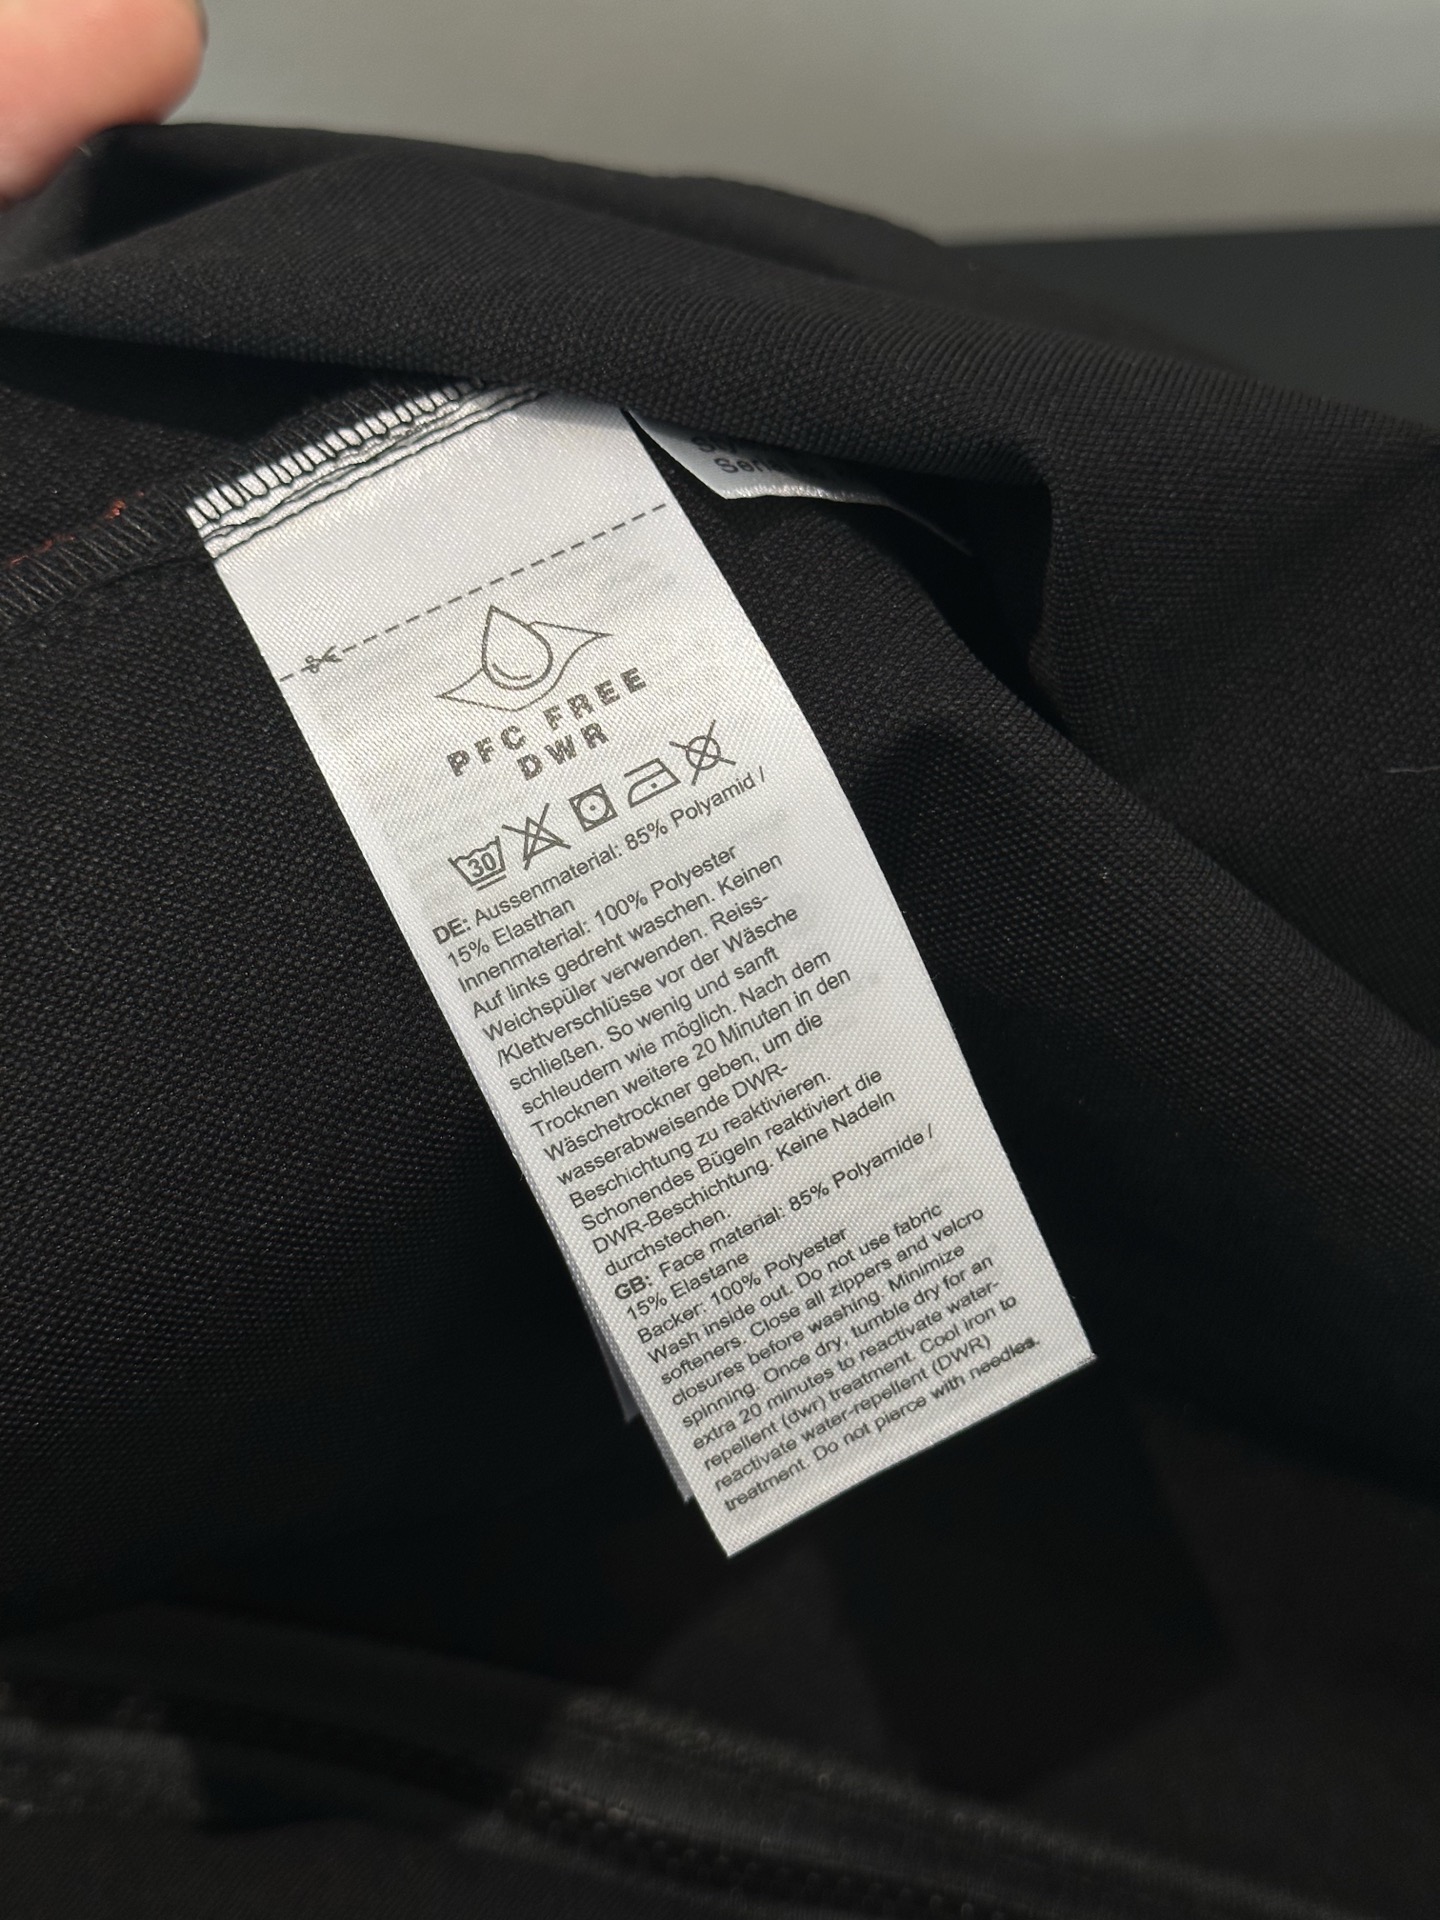 PFC FREE
DWR
30
DE: Aussenmaterial: 85% Polyamid /
15% Elasthan
Innenmaterial: 100% Polyester
Auf links gedreht waschen. Keinen
Weichspüler verwenden. Reiss-
/Klettverschlüsse vor der Wäsche
schließen. So wenig und sanft
schleudern wie möglich. Nach dem
Trocknen weitere 20 Minuten in den
Wäschetrockner geben, um die
wasserabweisende DWR-
Beschichtung zu reaktivieren.
Schonendes Bügeln reaktiviert die
DWR-Beschichtung. Keine Nadeln
durchstechen.
GB: Face material: 85% Polyamide /
15% Elastane
Backer: 100% Polyester
Wash inside out. Do not use fabric
softeners. Close all zippers and velcro
closures before washing. Minimize
spinning. Once dry, tumble dry for an
extra 20 minutes to reactivate water-
repellent (dwr) treatment. Cool iron to
reactivate water-repellent (DWR)
treatment. Do not pierce with needles.